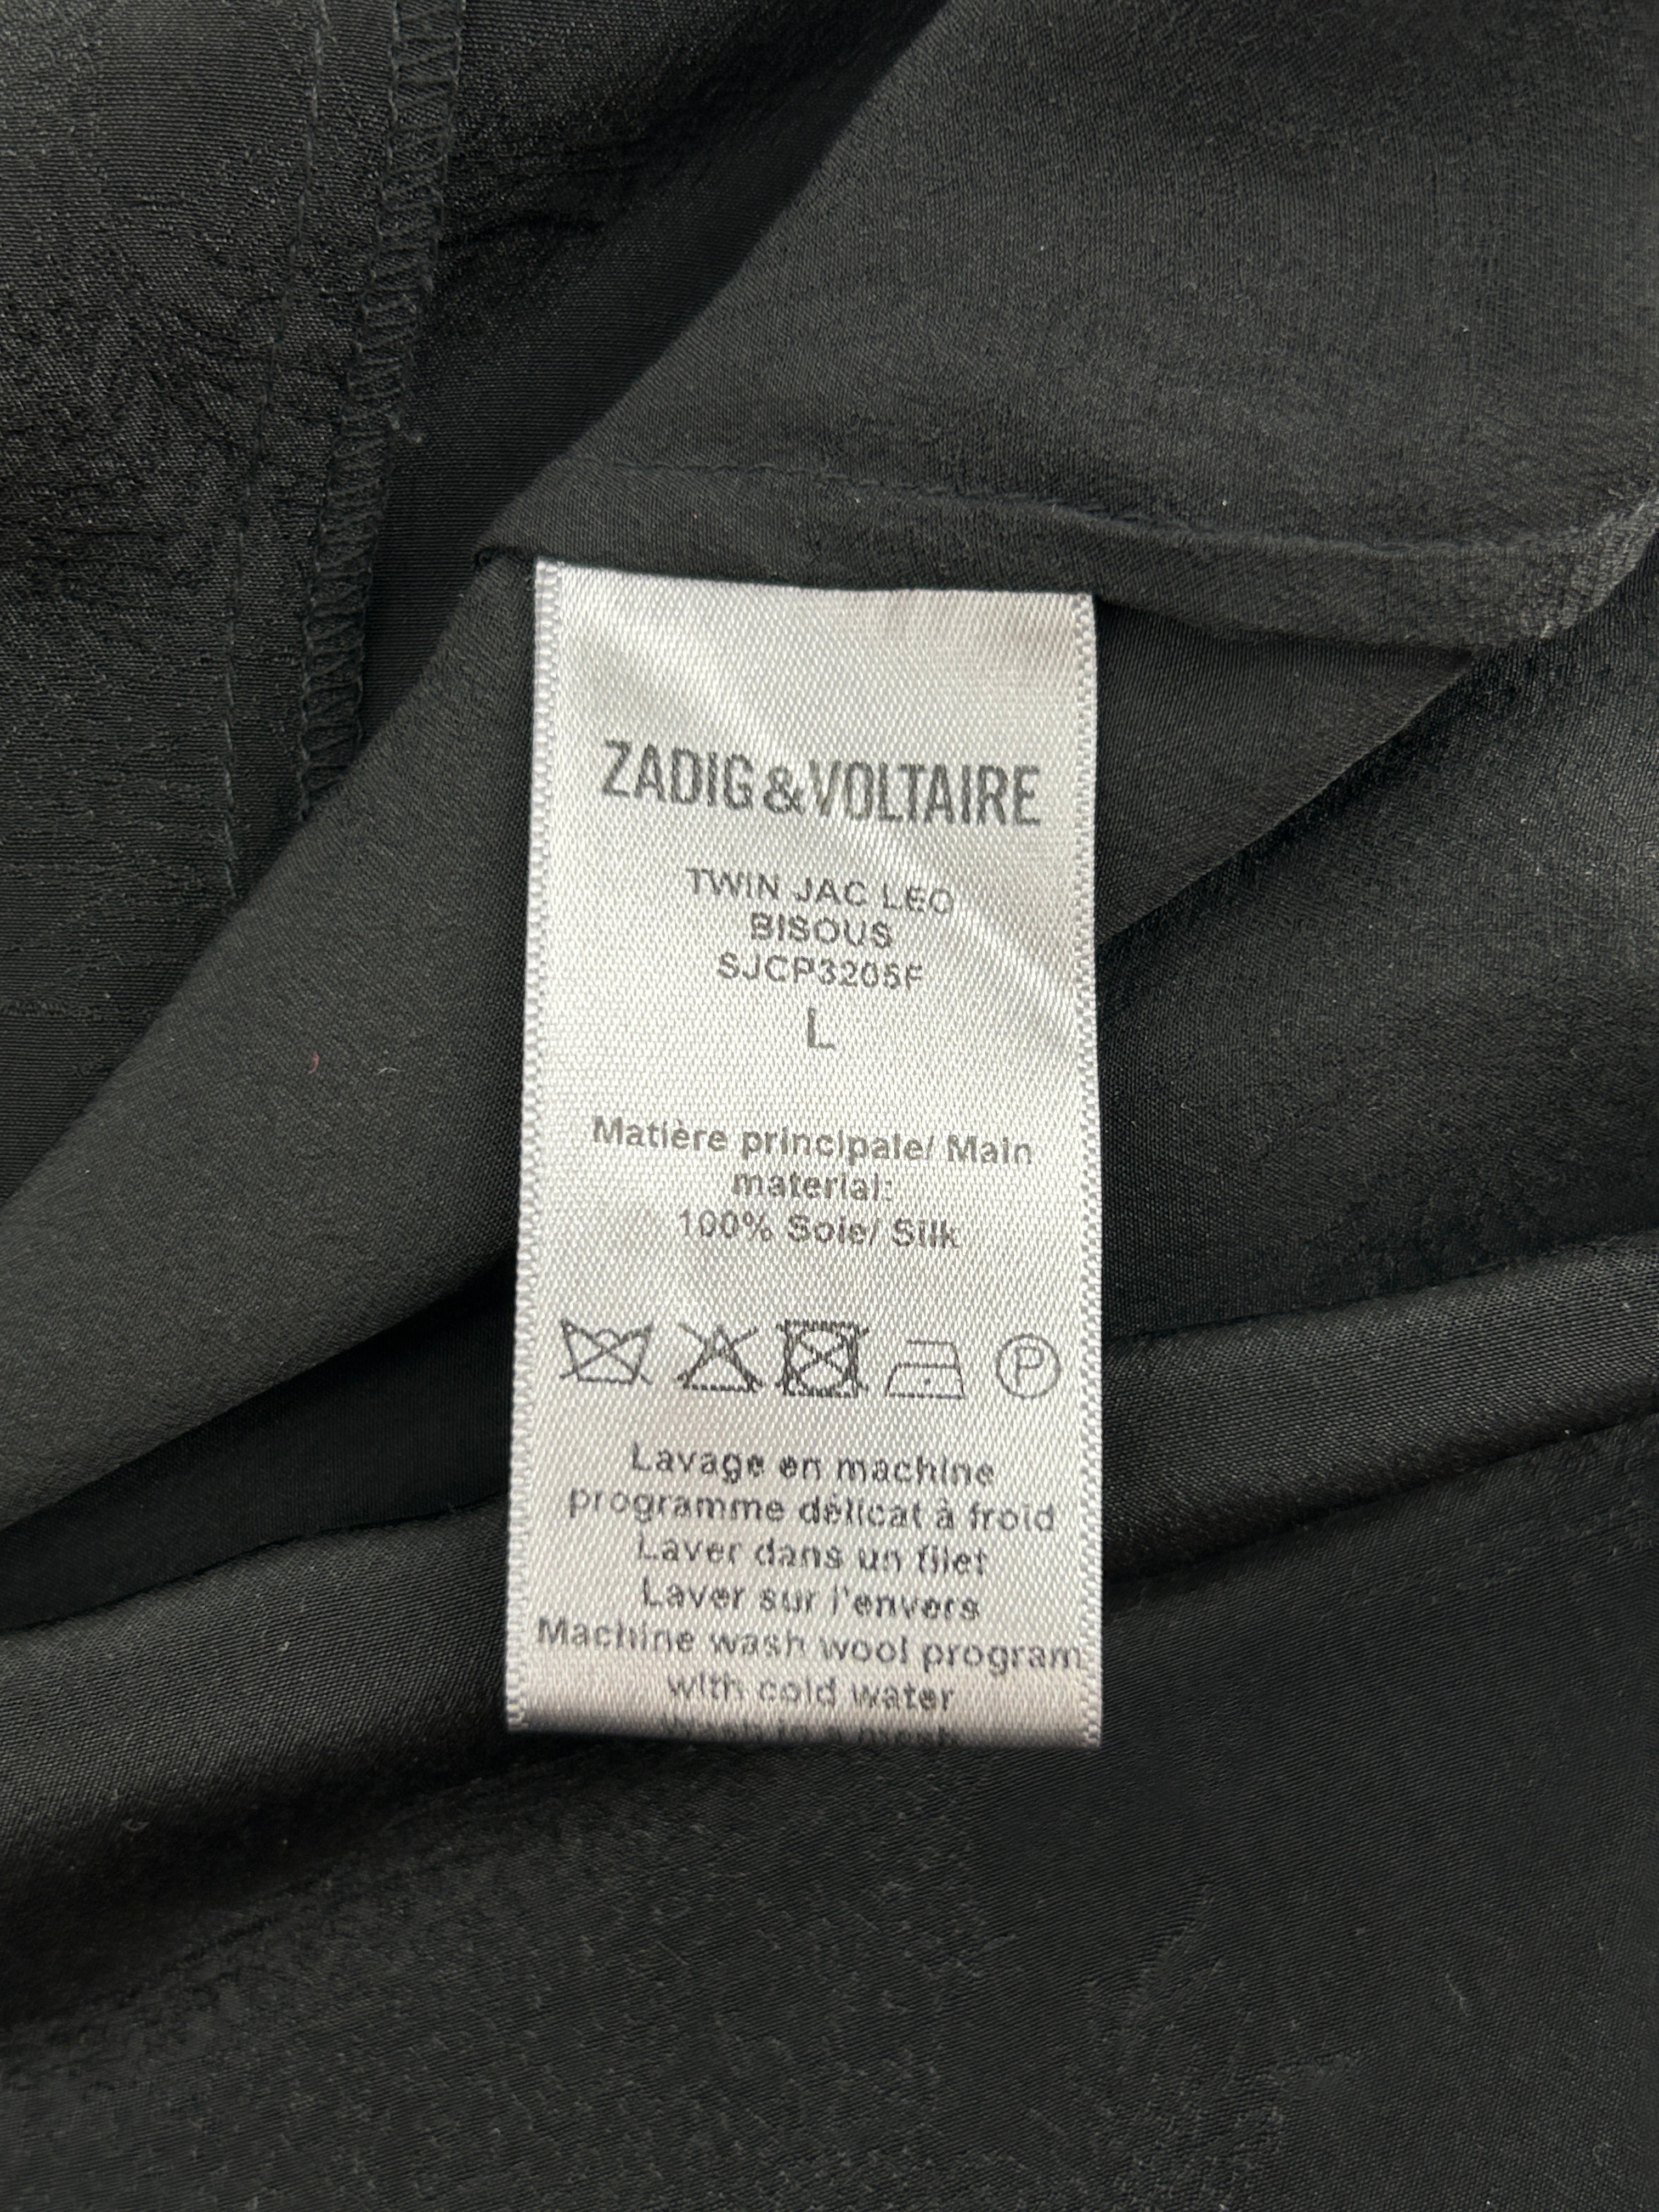 ZADIG&VOLTAIRE
TWIN JAC LEO
BISOUS
SJCP3205F
L
Matière principale/ Main
material:
100% Soie/ Silk
P
Lavage en machine
programme délicat à froid
Laver dans un filet
Laver sur l'envers
Machine wash wool program
with cold water